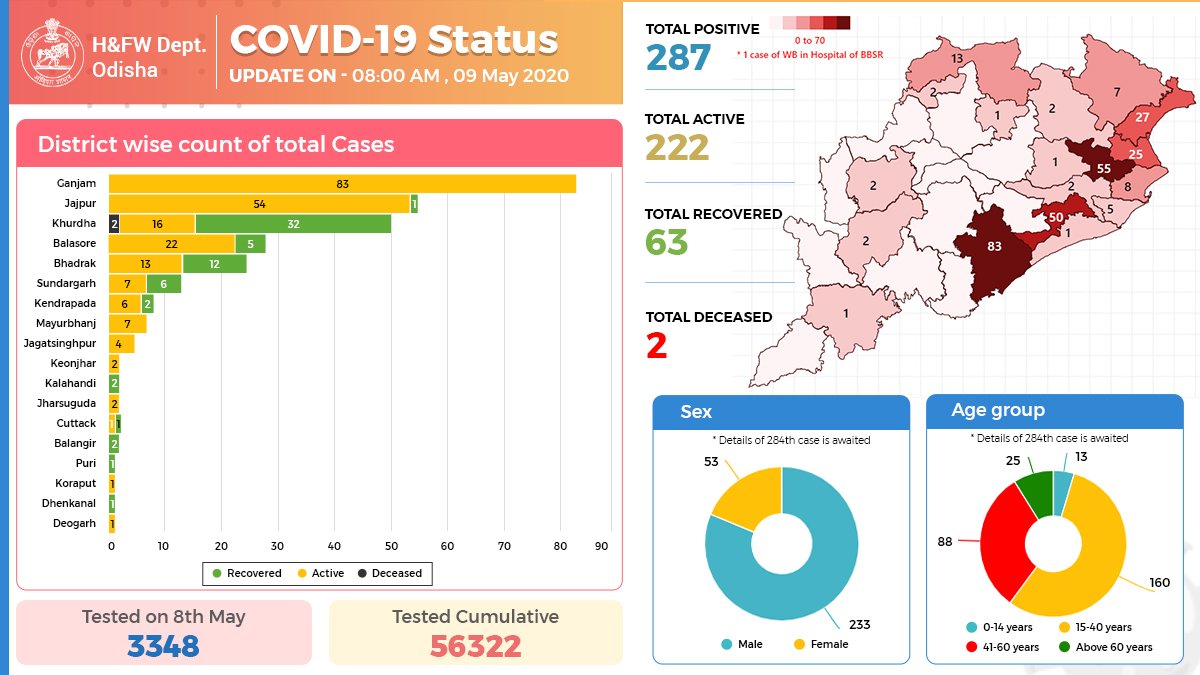 H&FW Dept.
Odisha
COVID-19 Status
UPDATE ON - 08:00 AM , 09 May 2020
District wise count of total Cases
Ganjam 83
Jajpur 54 1
Khurdha 2 16 32
Balasore 22 5
Bhadrak 13 12
Sundargarh 7 6
Kendrapada 6 2
Mayurbhanj 7
Jagatsinghpur 4
Keonjhar 2
Kalahandi 2
Jharsuguda 2
Cuttack 1 1
Balangir 2
Puri 1
Koraput 1
Dhenkanal 1
Deogarh 1
0 10 20 30 40 50 60 70 80 90
Recovered Active Deceased
Tested on 8th May
3348
Tested Cumulative
56322
TOTAL POSITIVE
287
TOTAL ACTIVE
222
TOTAL RECOVERED
63
TOTAL DECEASED
2
0 to 70
* 1 case of WB in Hospital of BBSR
13
2
1
2
7
27
25
55
1
2
8
5
50
1
2
2
83
1
Sex
* Details of 284th case is awaited
53
233
Male Female
Age group
* Details of 284th case is awaited
25
13
88
160
0-14 years 15-40 years
41-60 years Above 60 years